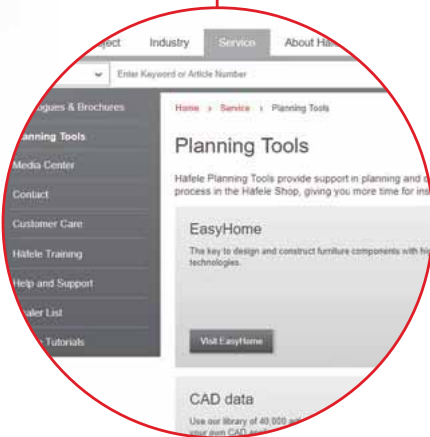 Industry Service About
Enter Keyword or Article Number
& Brochures
Planning Tools
Media Center
Contact
Customer Care
Häfele Training
Help and Support
List
Tutorials
Home > Service > Planning Tools
Planning Tools
Häfele Planning Tools provide support in planning and
process in the Häfele Shop, giving you more time for
EasyHome
The key to design and construct furniture components with
technologies.
Visit EasyHome
CAD data
Use our library of 40,000
your own CAD